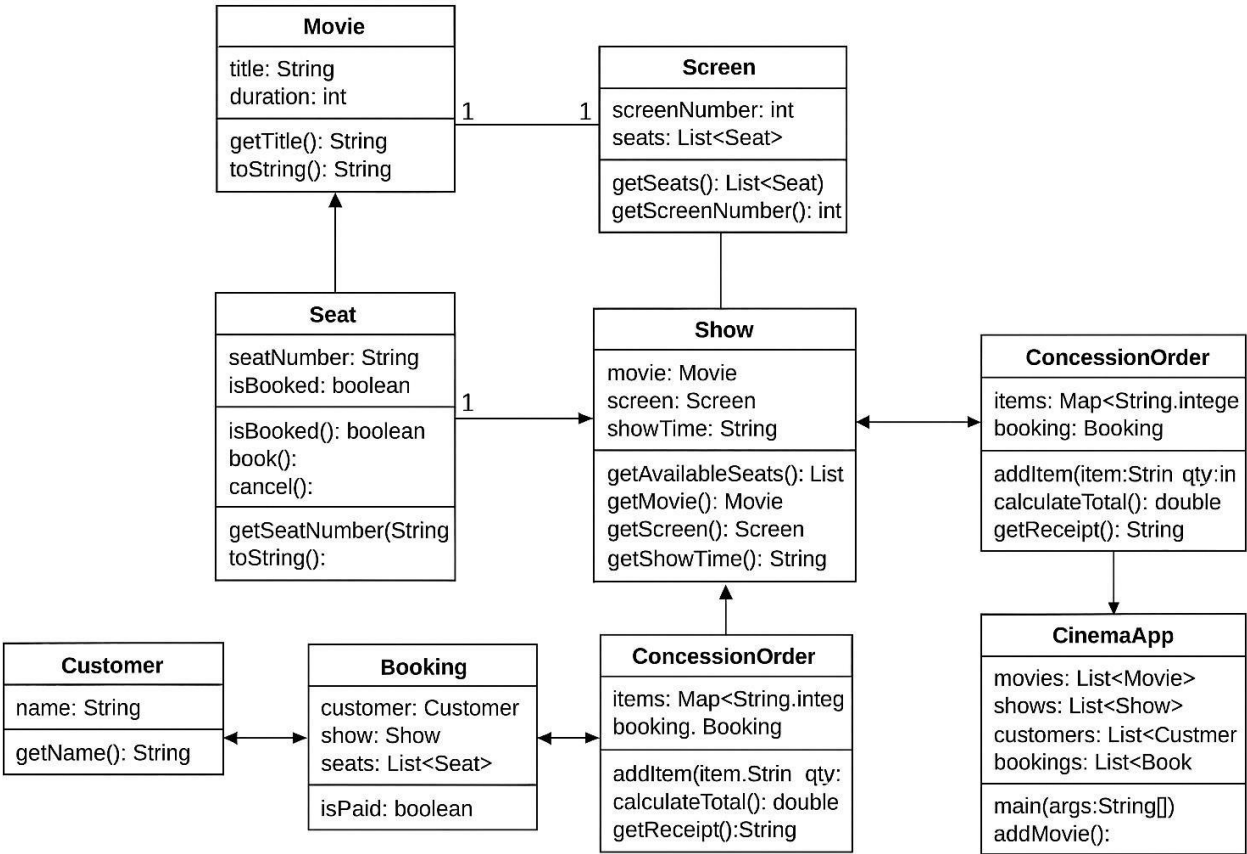 Movie
title: String
duration: int
getTitle(): String
toString(): String
1
1
Screen
screenNumber: int
seats: List<Seat>
getSeats(): List<Seat)
getScreenNumber(): int
Seat
seatNumber: String
isBooked: boolean
isBooked(): boolean
book():
cancel():
getSeatNumber(String
toString():
1
Show
movie: Movie
screen: Screen
showTime: String
getAvailableSeats(): List
getMovie(): Movie
getScreen(): Screen
getShowTime(): String
ConcessionOrder
items: Map<String.intege
booking: Booking
addItem(item:Strin qty:in
calculateTotal(): double
getReceipt(): String
Customer
name: String
getName(): String
Booking
customer: Customer
show: Show
seats: List<Seat>
isPaid: boolean
ConcessionOrder
items: Map<String.integ
booking. Booking
addItem(item.Strin qty:
calculateTotal(): double
getReceipt():String
CinemaApp
movies: List<Movie>
shows: List<Show>
customers: List<Custmer
bookings: List<Book
main(args:String[])
addMovie():